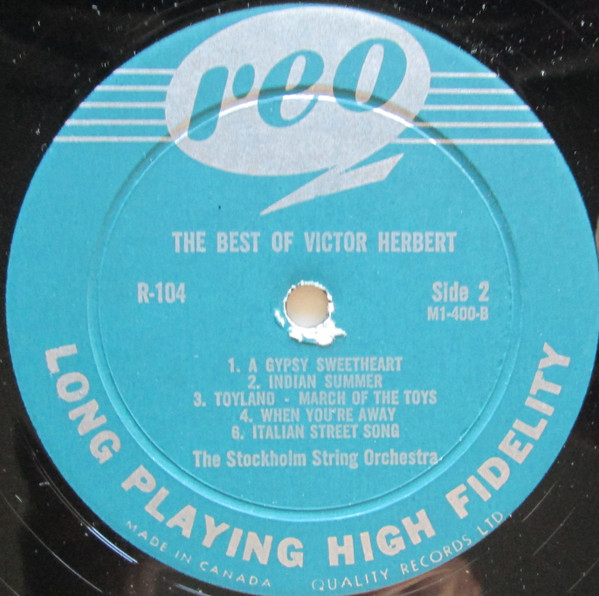 reo
THE BEST OF VICTOR HERBERT
R-104
Side 2
M1-400-B
1. A GYPSY SWEETHEART
2. INDIAN SUMMER
3. TOYLAND - MARCH OF THE TOYS
4. WHEN YOU'RE AWAY
6. ITALIAN STREET SONG
The Stockholm String Orchestra
LONG PLAYING HIGH FIDELITY
MADE IN CANADA
QUALITY RECORDS LTD.